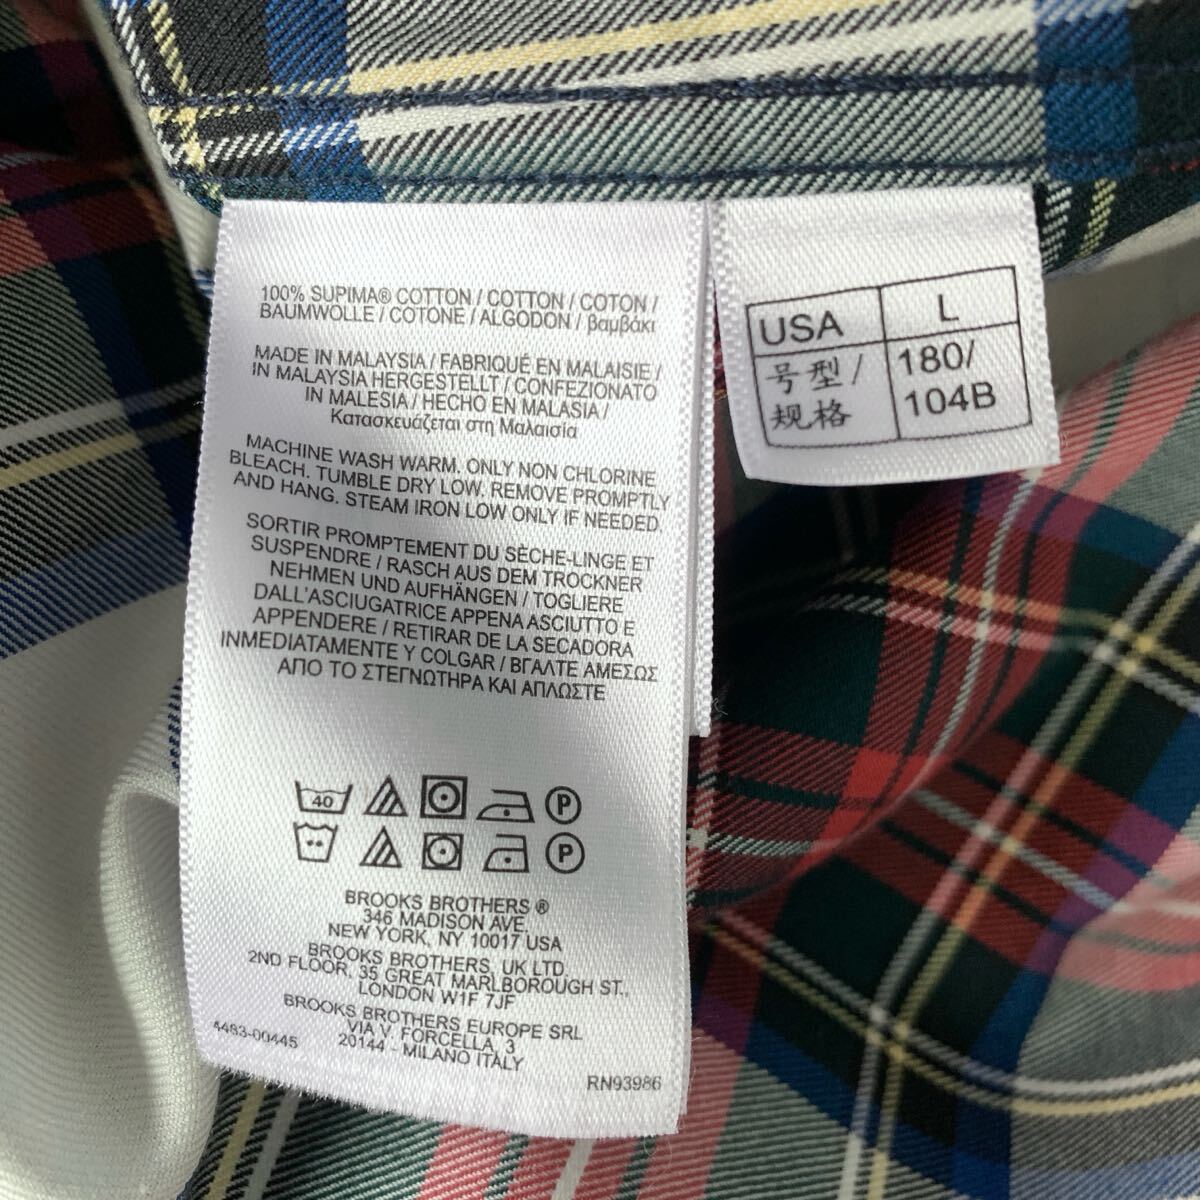 100% SUPIMA® COTTON / COTTON / COTON /
BAUMWOLLE / COTONE / ALGODON / βαμβάκι
MADE IN MALAYSIA / FABRIQUÉ EN MALAISIE /
IN MALAYSIA HERGESTELLT / CONFEZIONATO
IN MALESIA / HECHO EN MALASIA /
Κατασκευάζεται στη Μαλαισία
MACHINE WASH WARM. ONLY NON CHLORINE
BLEACH. TUMBLE DRY LOW. REMOVE PROMPTLY
AND HANG. STEAM IRON LOW ONLY IF NEEDED.
SORTIR PROMPTEMENT DU SÈCHE-LINGE ET
SUSPENDRE / RASCH AUS DEM TROCKNER
NEHMEN UND AUFHÄNGEN / TOGLIERE
DALL'ASCIUGATRICE APPENA ASCIUTTO E
APPENDERE / RETIRAR DE LA SECADORA
INMEDIATAMENTE Y COLGAR / ΒΓΑΛΤΕ ΑΜΕΣΩΣ
ΑΠΟ ΤΟ ΣΤΕΓΝΩΤΗΡΑ ΚΑΙ ΑΠΛΩΣΤΕ
40 P
P
BROOKS BROTHERS ®
346 MADISON AVE.
NEW YORK, NY 10017 USA
BROOKS BROTHERS, UK LTD
2ND FLOOR, 35 GREAT MARLBOROUGH ST.,
LONDON W1F 7JF
BROOKS BROTHERS EUROPE SRL
VIA V. FORCELLA, 3
20144 - MILANO ITALY
4483-00445
RN93986
USA L
号型/ 180/
规格 104B